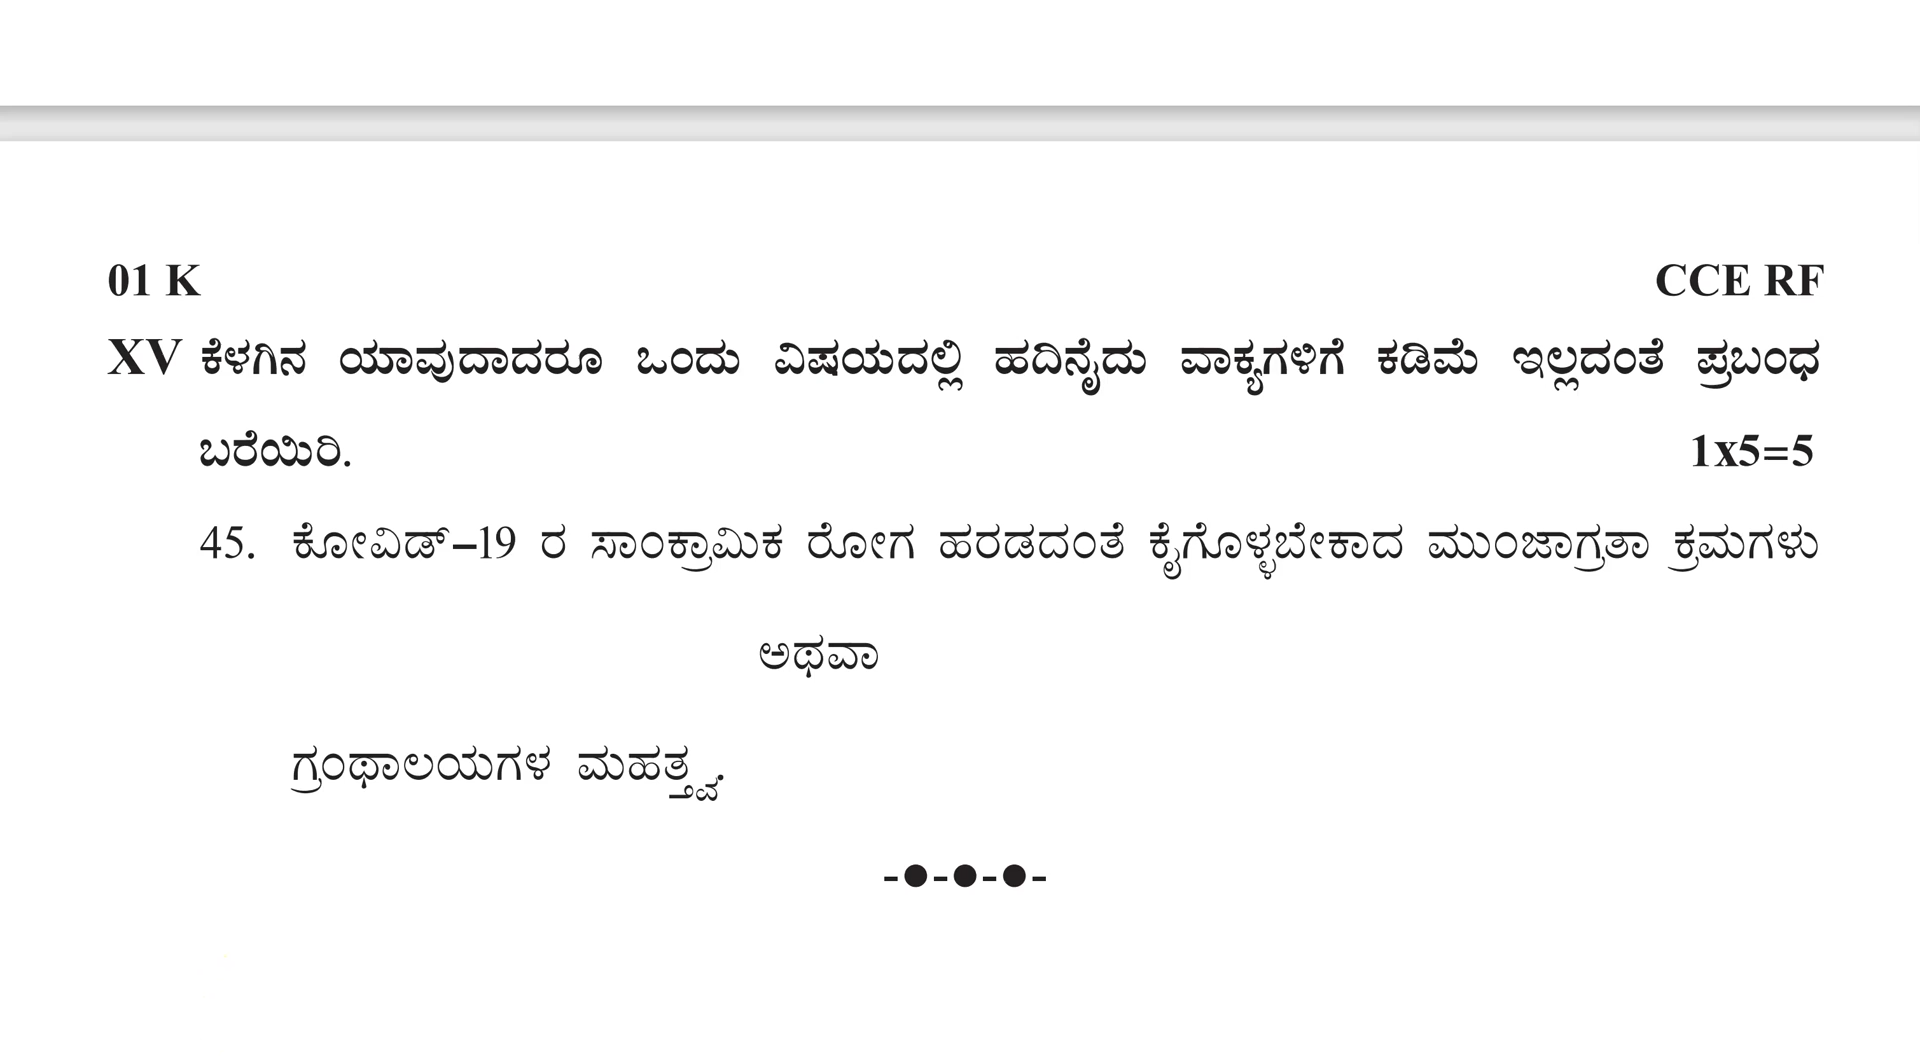 01 K CCE RF
XV ಕೆಳಗಿನ ಯಾವುದಾದರೂ ಒಂದು ವಿಷಯದಲ್ಲಿ ಹದಿನೈದು ವಾಕ್ಯಗಳಿಗೆ ಕಡಿಮೆ ಇಲ್ಲದಂತೆ ಪ್ರಬಂಧ
ಬರೆಯಿರಿ. 1x5=5
45. ಕೋವಿಡ್–19 ರ ಸಾಂಕ್ರಾಮಿಕ ರೋಗ ಹರಡದಂತೆ ಕೈಗೊಳ್ಳಬೇಕಾದ ಮುಂಜಾಗ್ರತಾ ಕ್ರಮಗಳು
ಅಥವಾ
ಗ್ರಂಥಾಲಯಗಳ ಮಹತ್ತ್ವ.
-●-●-●-